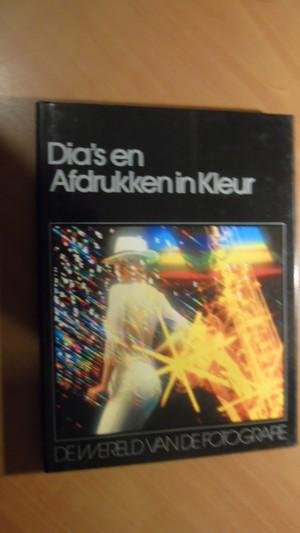 Dia's en
Afdrukken in Kleur
DE WERELD VAN DE FOTOGRAFIE